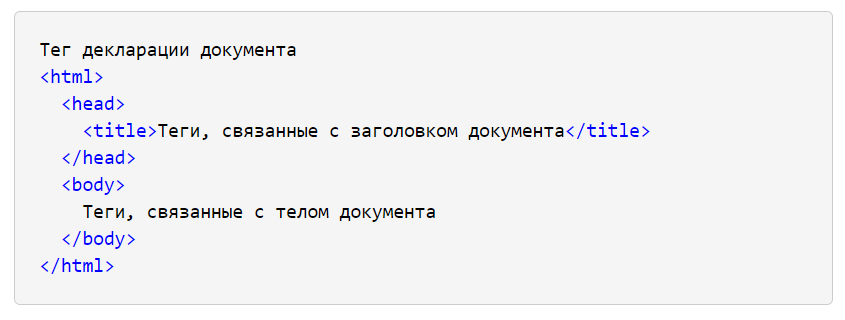 Тег декларации документа
<html>
<head>
<title>Теги, связанные с заголовком документа</title>
</head>
<body>
Теги, связанные с телом документа
</body>
</html>